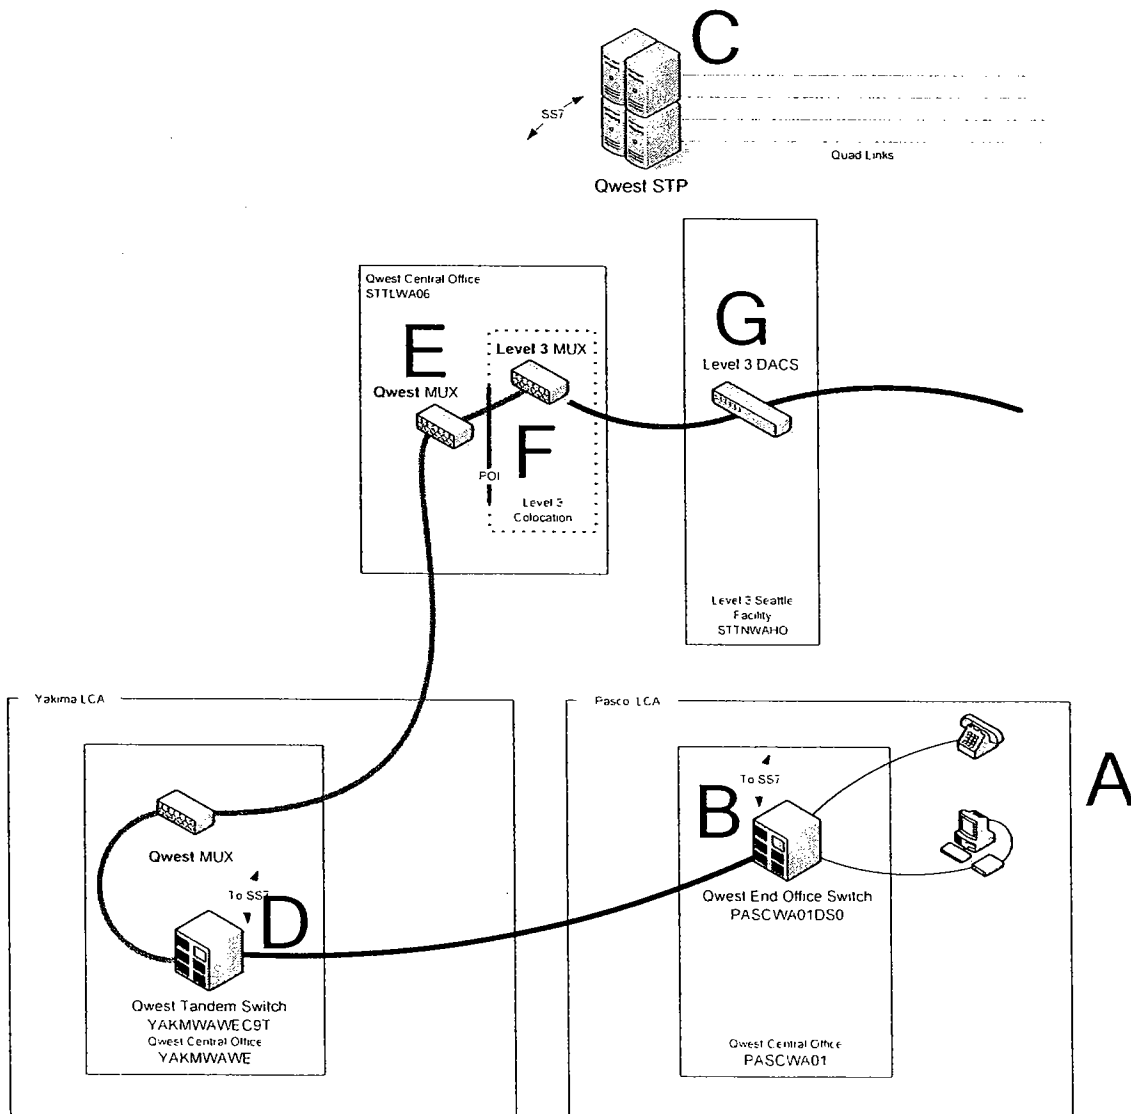 C
SS7
Quad Links
Qwest STP
Qwest Central Office
STTLWA06
E
Level 3 MUX
Qwest MUX
F
POI
Level 3
Colocation
G
Level 3 DACS
Level 3 Seattle
Facility
STTNWAHO
Yakima LCA
Qwest MUX
To SS7
D
Qwest Tandem Switch
YAKMWAWEC9T
Qwest Central Office
YAKMWAWE
Pasco LCA
To SS7
B
A
Qwest End Office Switch
PASCWA01DS0
Qwest Central Office
PASCWA01